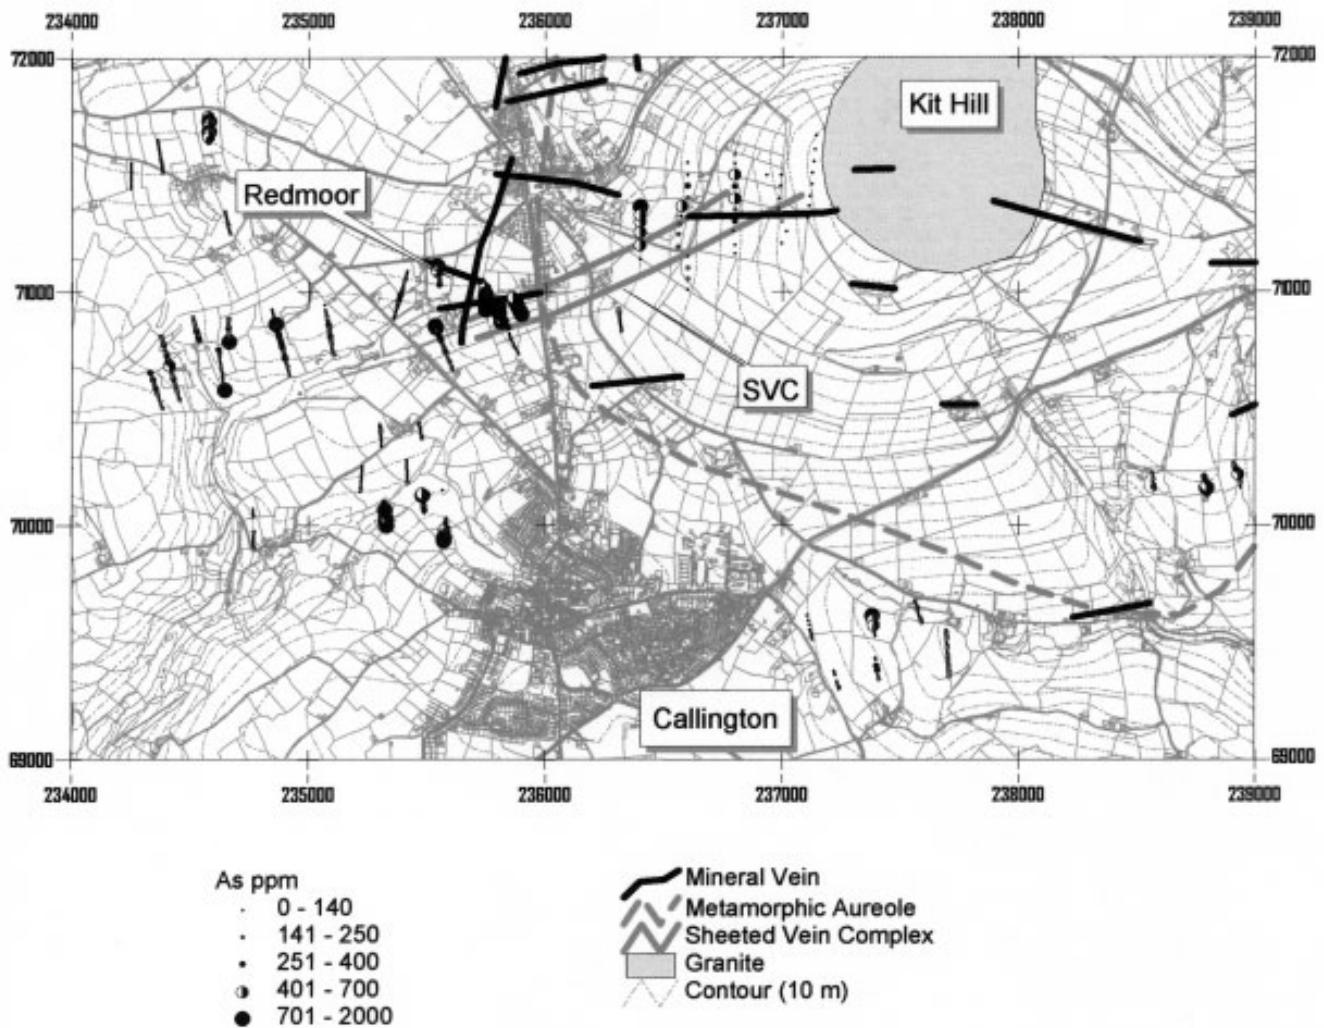 234000 235000 236000 237000 238000 239000
72000 72000
Kit Hill
Redmoor
71000 71000
SVC
70000 70000
Callington
69000 69000
234000 235000 236000 237000 238000 239000
As ppm
0 - 140
141 - 250
251 - 400
401 - 700
701 - 2000
Mineral Vein
Metamorphic Aureole
Sheeted Vein Complex
Granite
Contour (10 m)